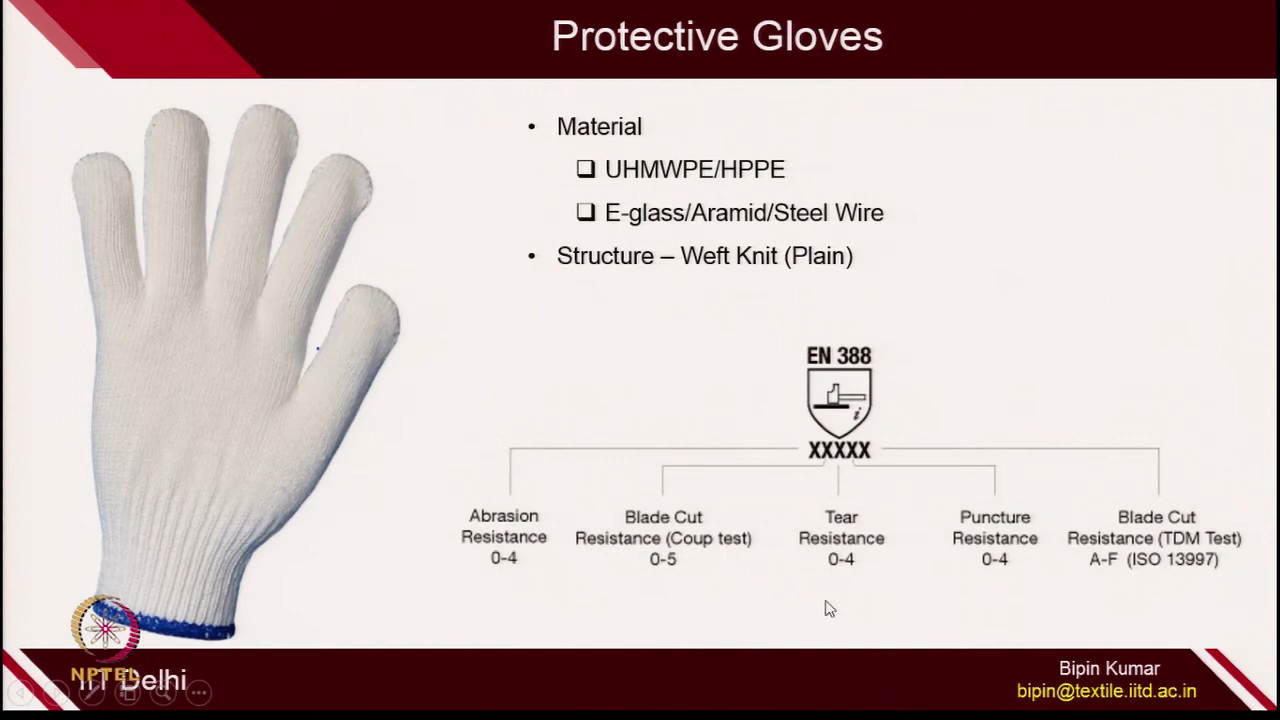 Protective Gloves
• Material
❑ UHMWPE/HPPE
❑ E-glass/Aramid/Steel Wire
• Structure – Weft Knit (Plain)
EN 388
i
XXXXX
Abrasion
Resistance
0-4
Blade Cut
Resistance (Coup test)
0-5
Tear
Resistance
0-4
Puncture
Resistance
0-4
Blade Cut
Resistance (TDM Test)
A-F (ISO 13997)
NPTEL
IIT Delhi
Bipin Kumar
bipin@textile.iitd.ac.in